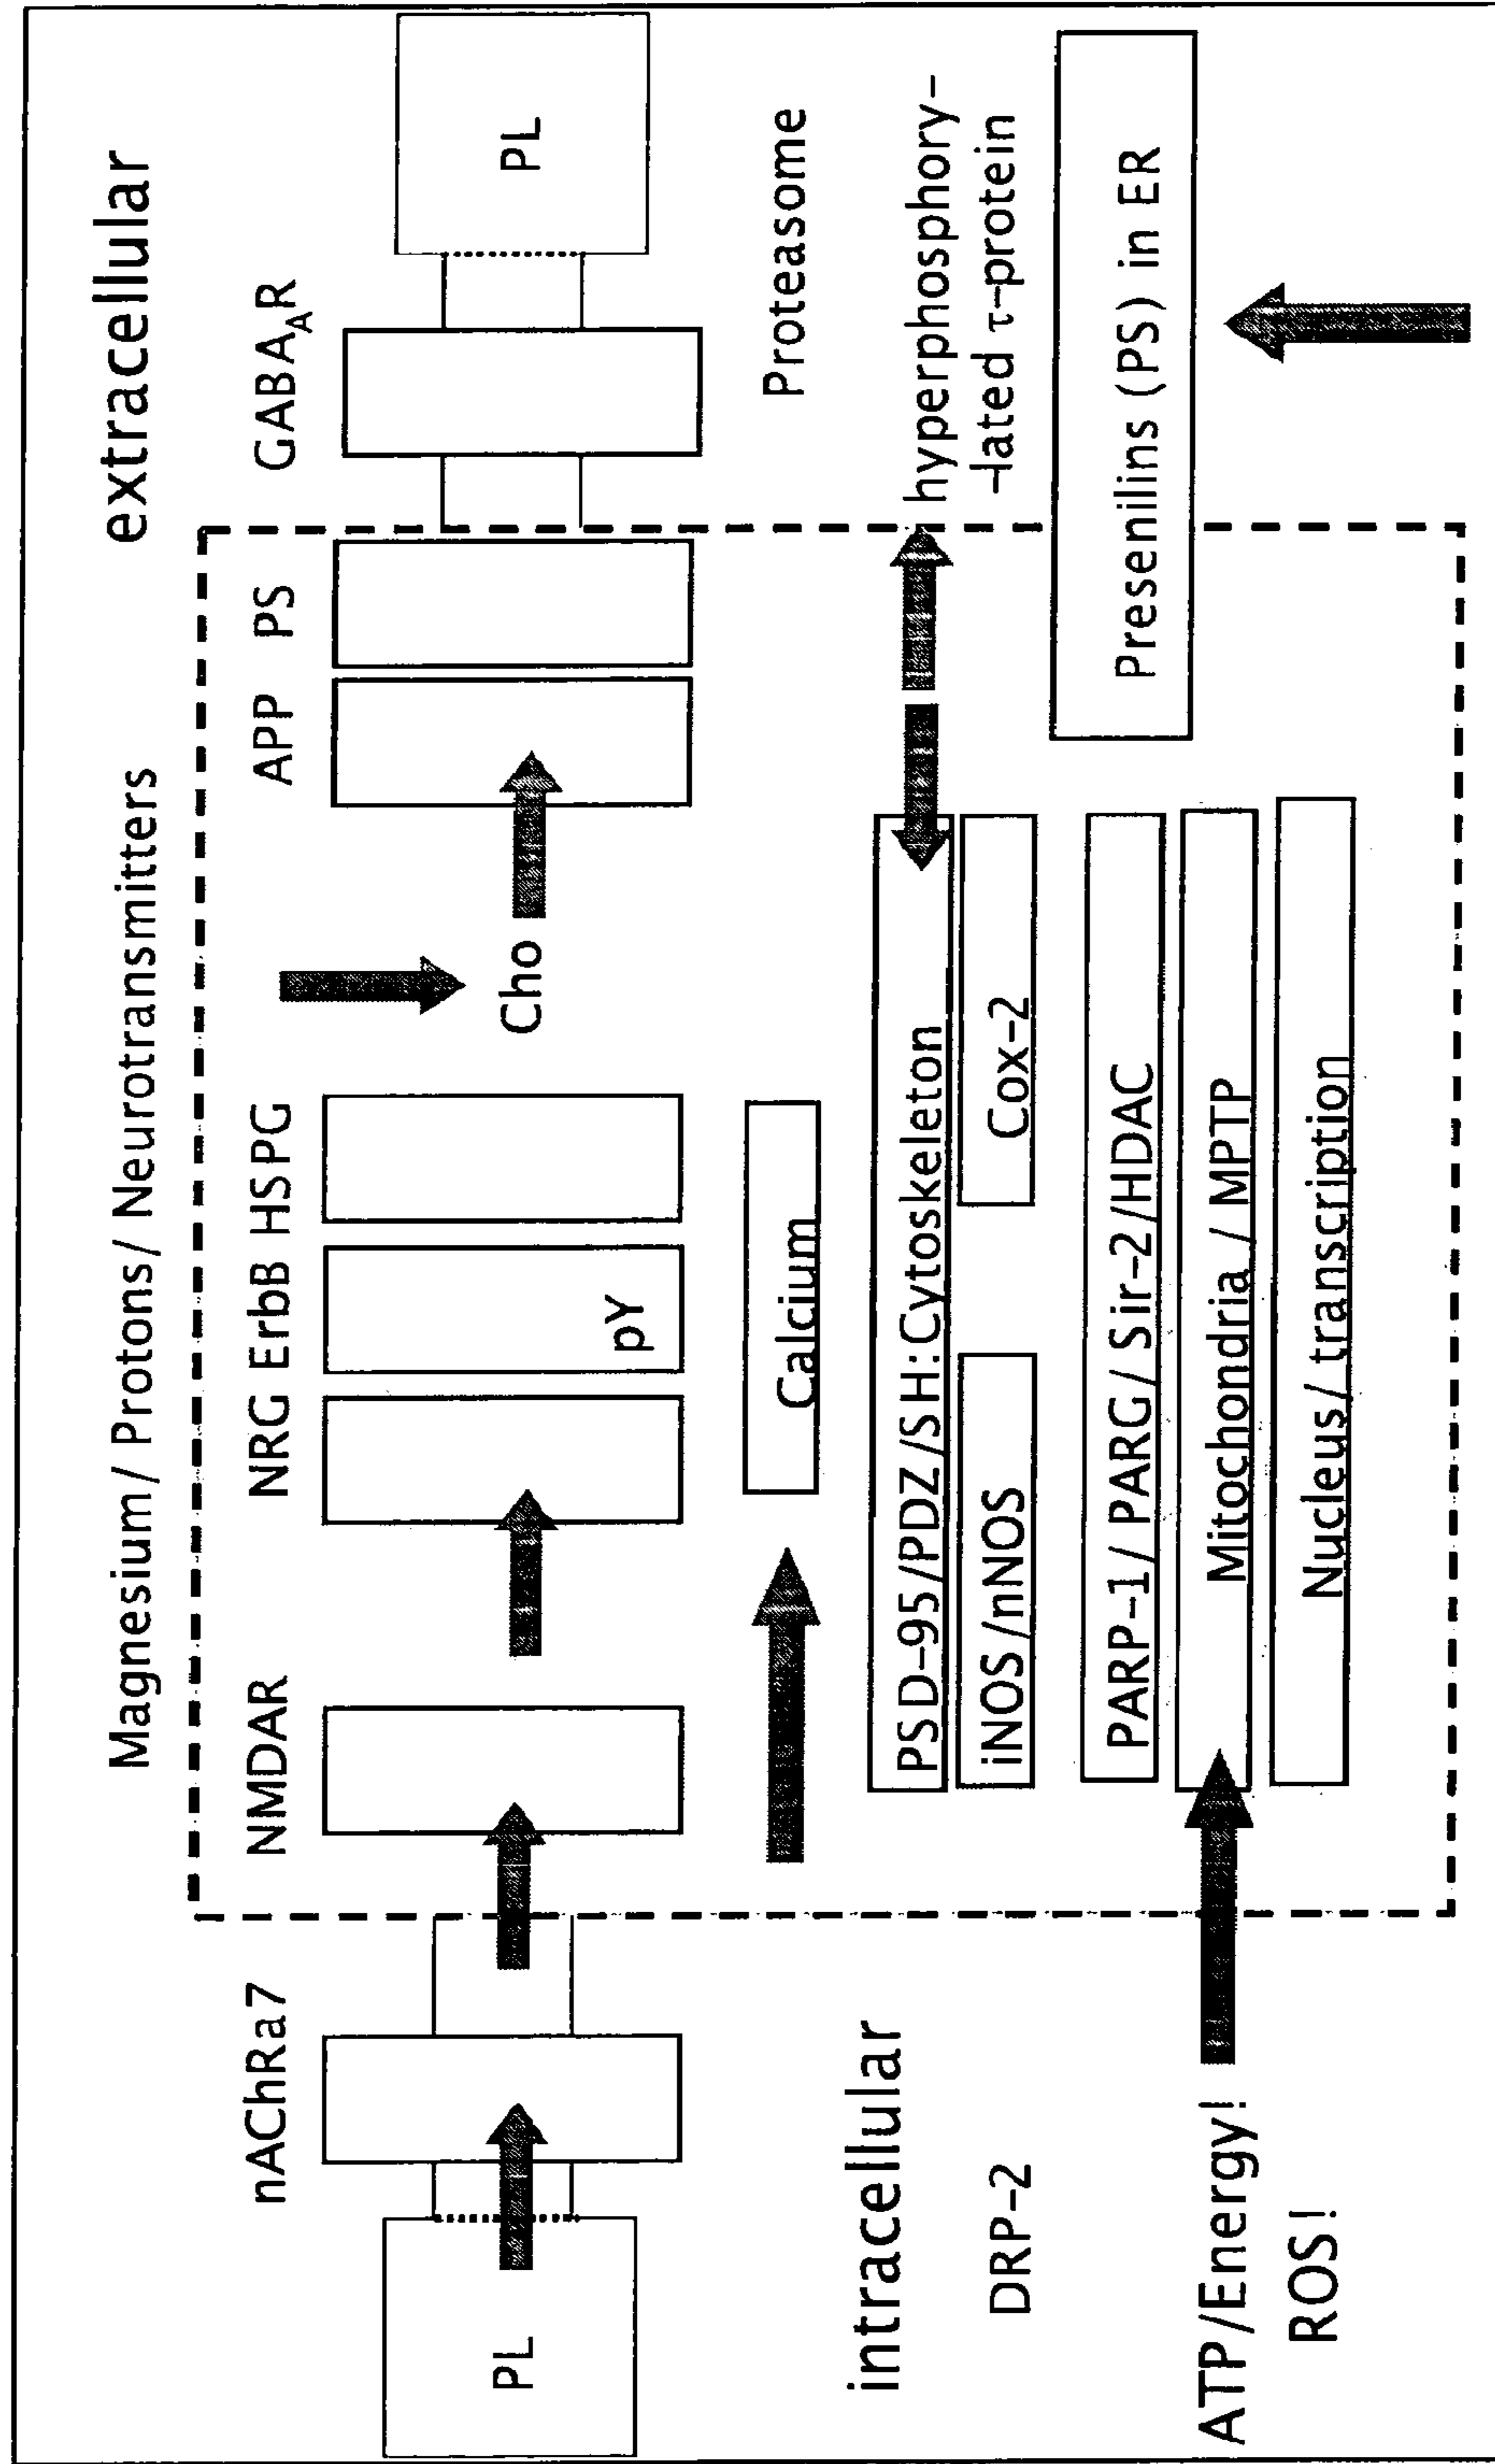 extracellular
Magnesium/ Protons/ Neurotransmitters
nAChRa7
NMDAR
NRG ErbB HSPG
APP PS
GABA_AR
PL
pY
Cho
PL
Calcium
Proteasome
intracellular
PSD-95/PDZ/SH:Cytoskeleton
hyperphosphory-
-lated τ-protein
DRP-2
iNOS/nNOS
Cox-2
PARP-1/ PARG/ Sir-2/HDAC
Presenilins (PS) in ER
ATP/Energy!
Mitochondria / MPTP
ROS!
Nucleus/ transcription